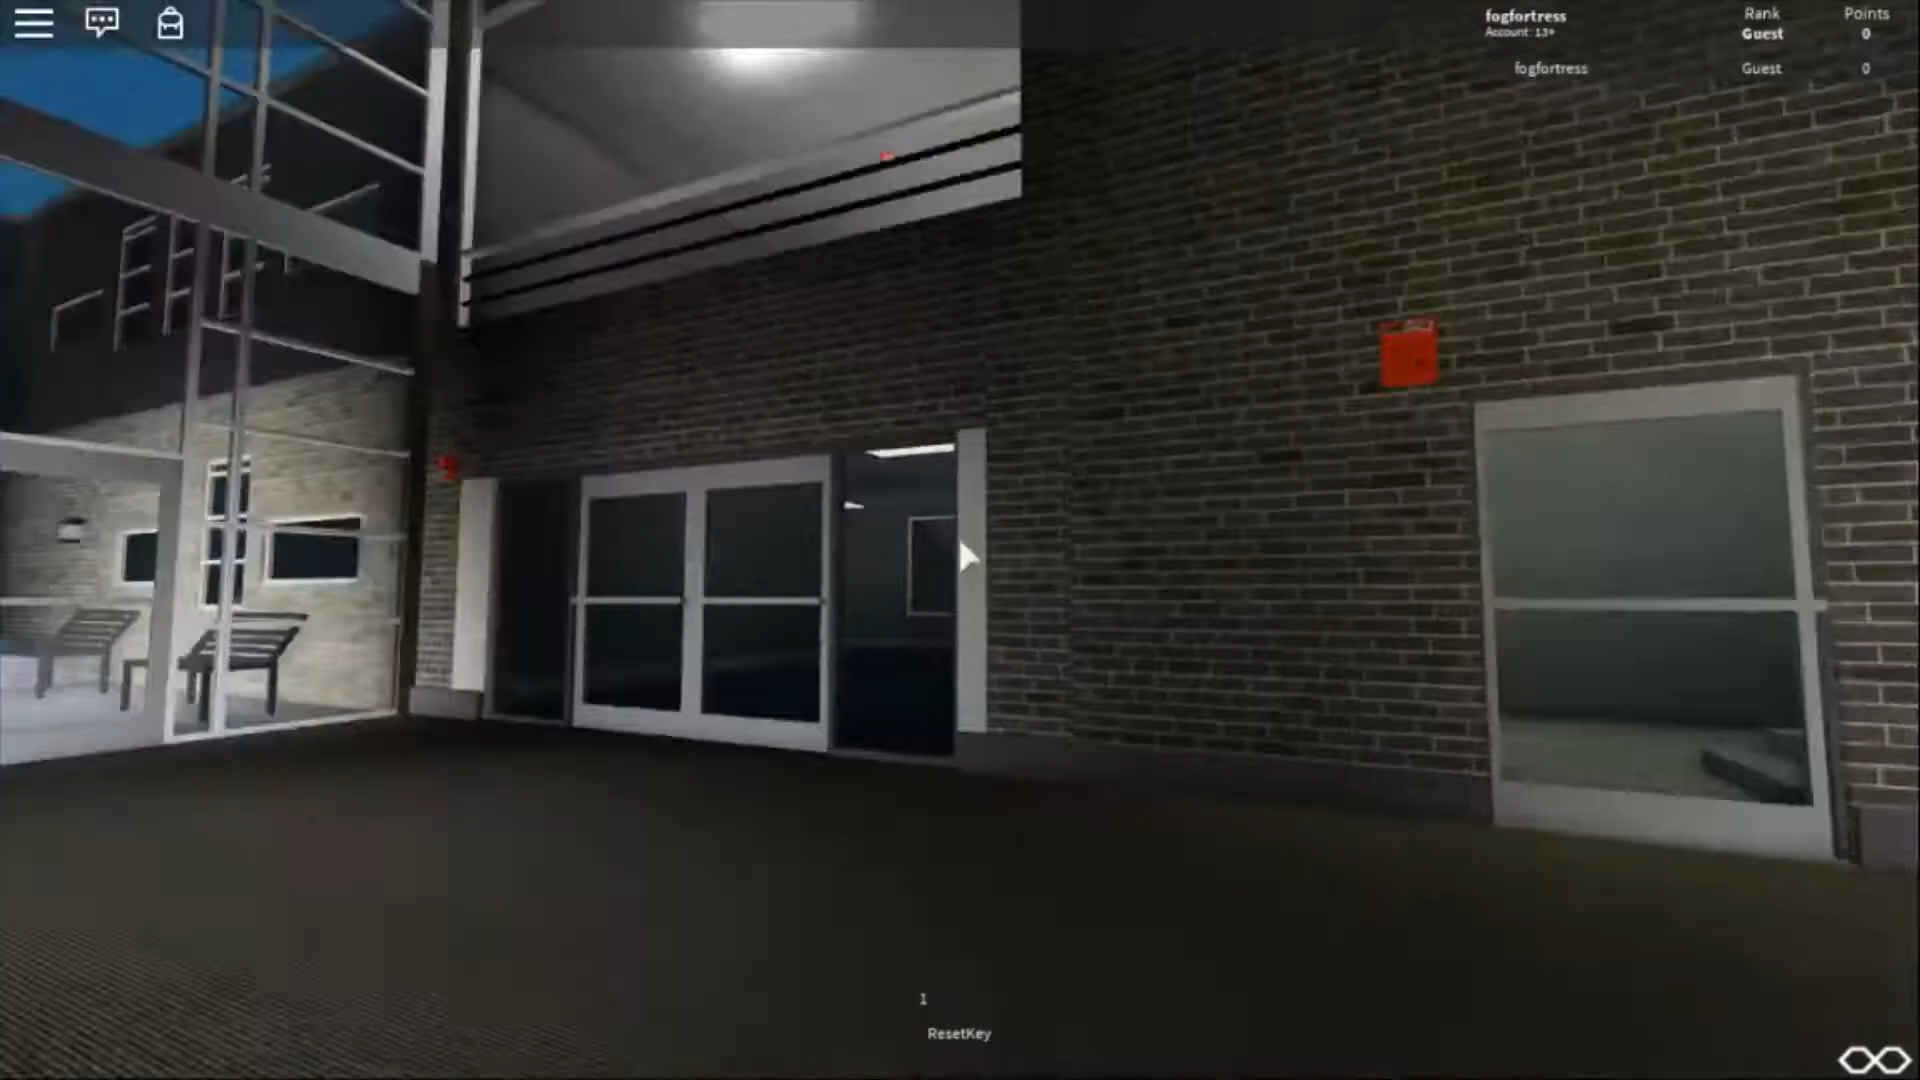 fogfortress
Account: 13+
Rank
Guest
Points
0
fogfortress
Guest
0
1
ResetKey